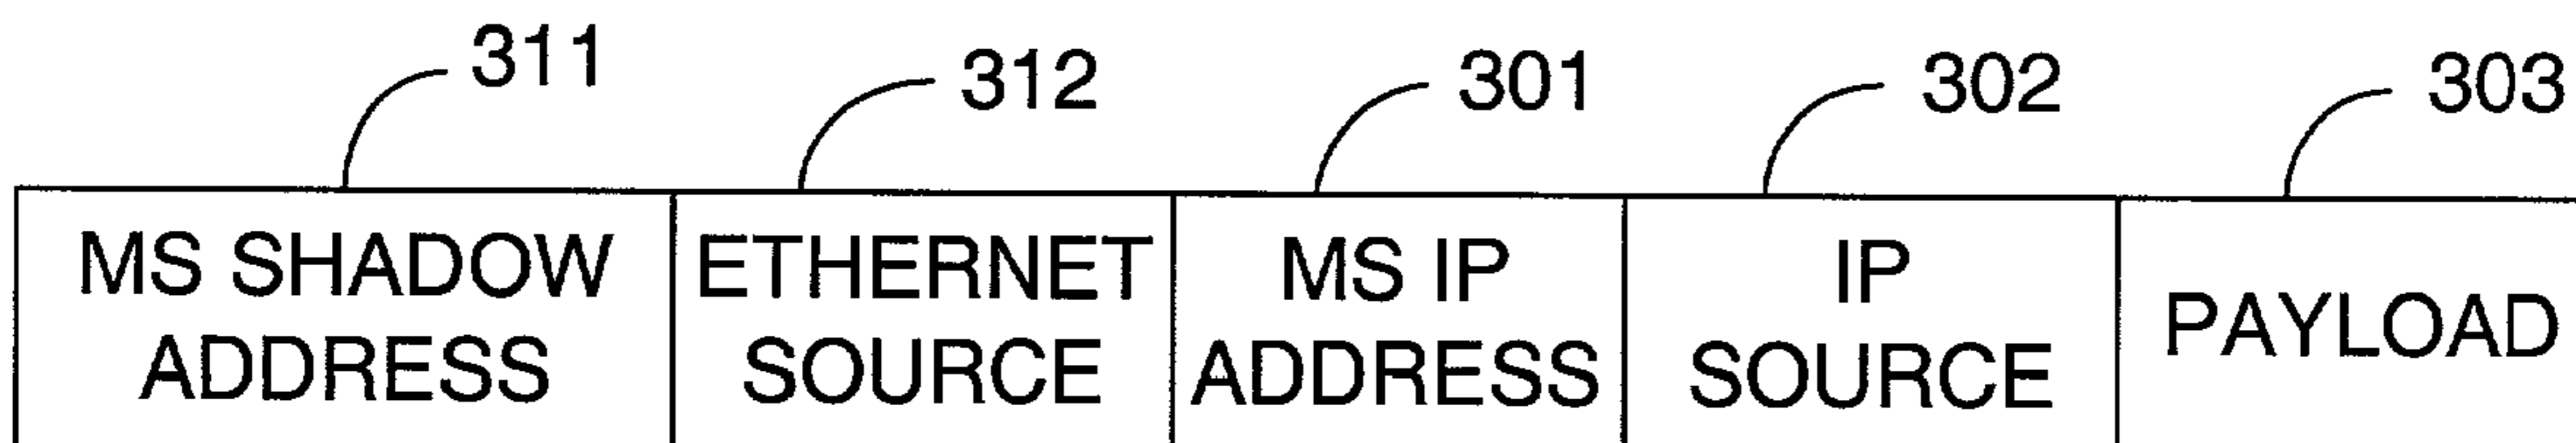 311 312 301 302 303
MS SHADOW ETHERNET MS IP IP PAYLOAD
ADDRESS SOURCE ADDRESS SOURCE